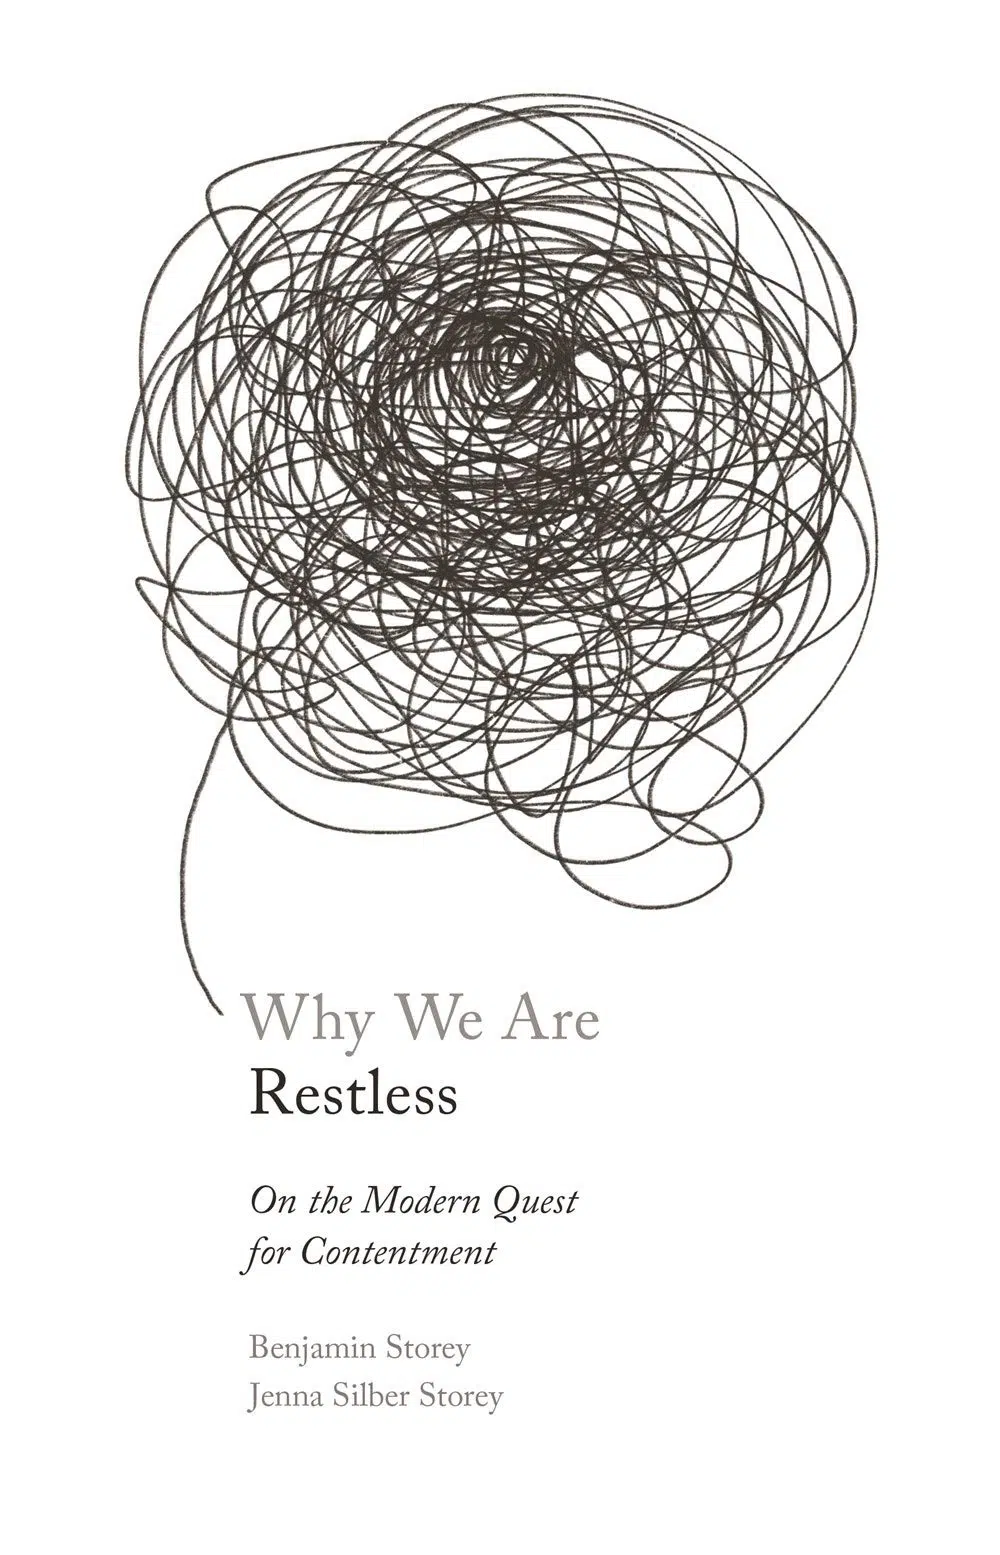 Why We Are
Restless
On the Modern Quest
for Contentment
Benjamin Storey
Jenna Silber Storey